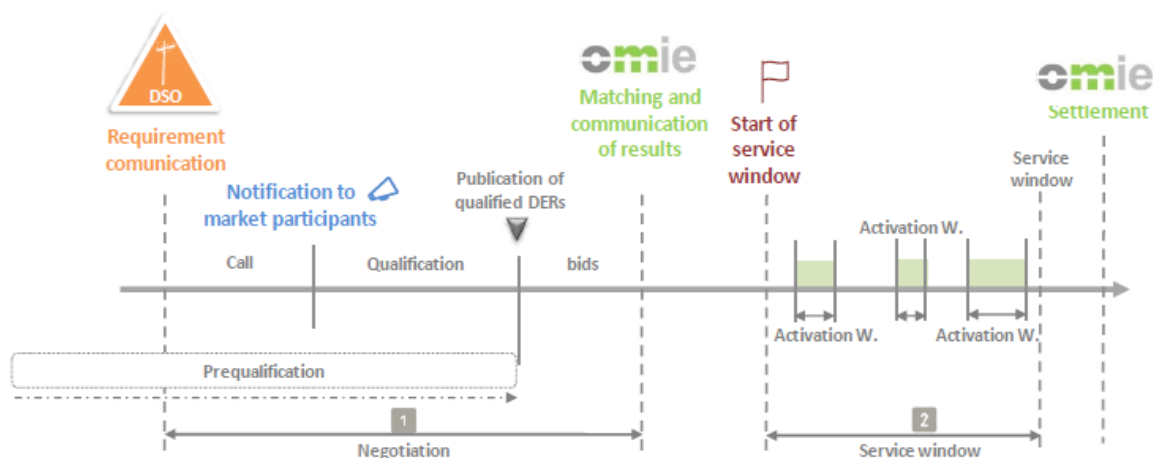 DSO
Requirement
comunication
Notification to
market participants
Publication of
qualified DERs
omie
Matching and
communication
of results
Start of
service
window
omie
Settlement
Service
window
Call
Qualification
bids
Activation W.
Activation W.
Activation W.
Prequalification
1
Negotiation
2
Service window